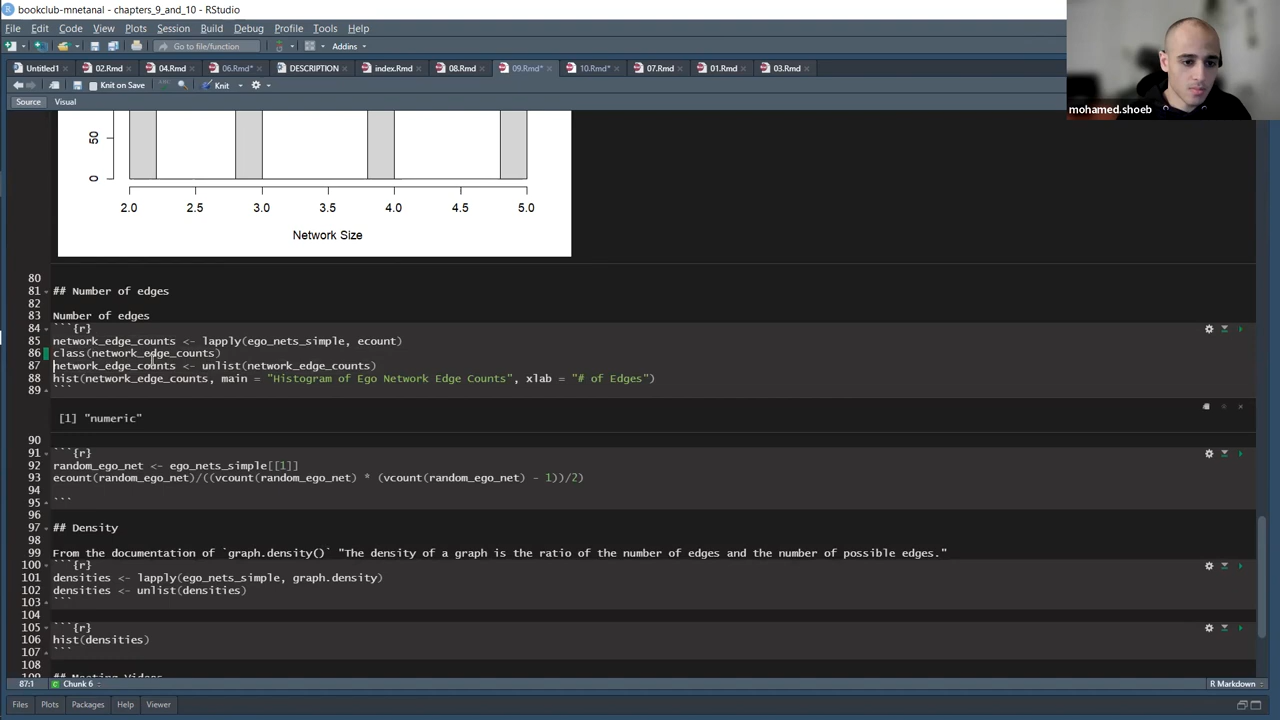 bookclub-mnetanal - chapters_9_and_10 - RStudio
File Edit Code View Plots Session Build Debug Profile Tools Help
Go to file/function Addins
Untitled1 02.Rmd 04.Rmd 06.Rmd* DESCRIPTION index.Rmd 08.Rmd 09.Rmd* 10.Rmd* 07.Rmd 01.Rmd 03.Rmd
Knit on Save Knit
Source Visual
mohamed.shoeb
50
0
2.0 2.5 3.0 3.5 4.0 4.5 5.0
Network Size
80
81 ## Number of edges
82
83 Number of edges
84 ```{r}
85 network_edge_counts <- lapply(ego_nets_simple, ecount)
86 class(network_edge_counts)
87 network_edge_counts <- unlist(network_edge_counts)
88 hist(network_edge_counts, main = "Histogram of Ego Network Edge Counts", xlab = "# of Edges")
89 ```
[1] "numeric"
90
91 ```{r}
92 random_ego_net <- ego_nets_simple[[1]]
93 ecount(random_ego_net)/((vcount(random_ego_net) * (vcount(random_ego_net) - 1))/2)
94
95 ```
96
97 ## Density
98
99 From the documentation of `graph.density()` "The density of a graph is the ratio of the number of edges and the number of possible edges."
100 ```{r}
101 densities <- lapply(ego_nets_simple, graph.density)
102 densities <- unlist(densities)
103 ```
104
105 ```{r}
106 hist(densities)
107 ```
108
109 ## Meeting Videos
87:1 Chunk 6 R Markdown
Files Plots Packages Help Viewer